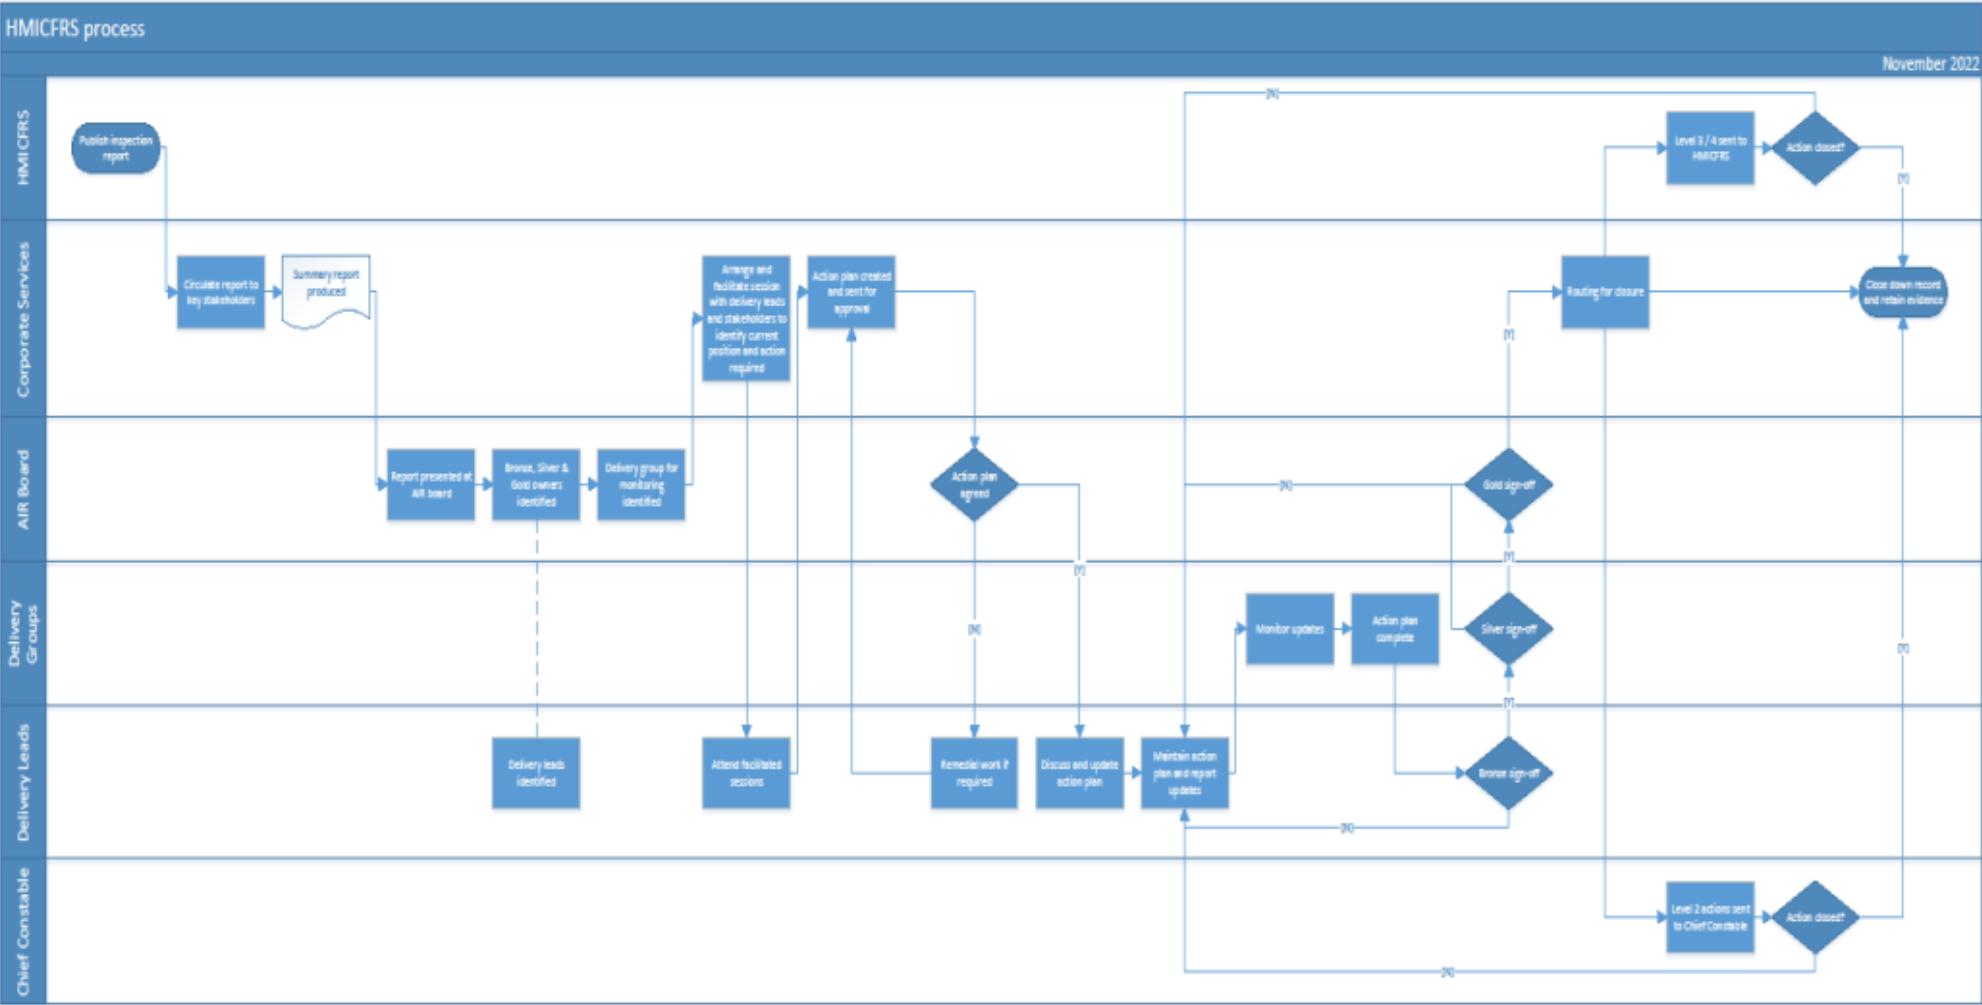 HMICFRS process
November 2022
HMICFRS
Publish inspection
report
[N]
Level 3 / 4 sent to
HMICFRS
Action closed?
[Y]
Corporate Services
Circulate report to
key stakeholders
Summary report
produced
Arrange and
facilitate session
with delivery leads
and stakeholders to
identify current
position and action
required
Action plan created
and sent for
approval
[Y]
Routing for closure
Close down record
and retain evidence
AIR Board
Report presented at
AIR board
Bronze, Silver &
Gold owners
identified
Delivery group for
monitoring
identified
Action plan
agreed
[N]
Gold sign-off
[Y]
[Y]
Delivery
Groups
[N]
Monitor updates
Action plan
complete
Silver sign-off
[Y]
[Y]
Delivery Leads
Delivery leads
identified
Attend facilitated
sessions
Remedial work if
required
Discuss and update
action plan
Maintain action
plan and report
updates
Bronze sign-off
[N]
Chief Constable
Level 2 actions sent
to Chief Constable
Action closed?
[N]